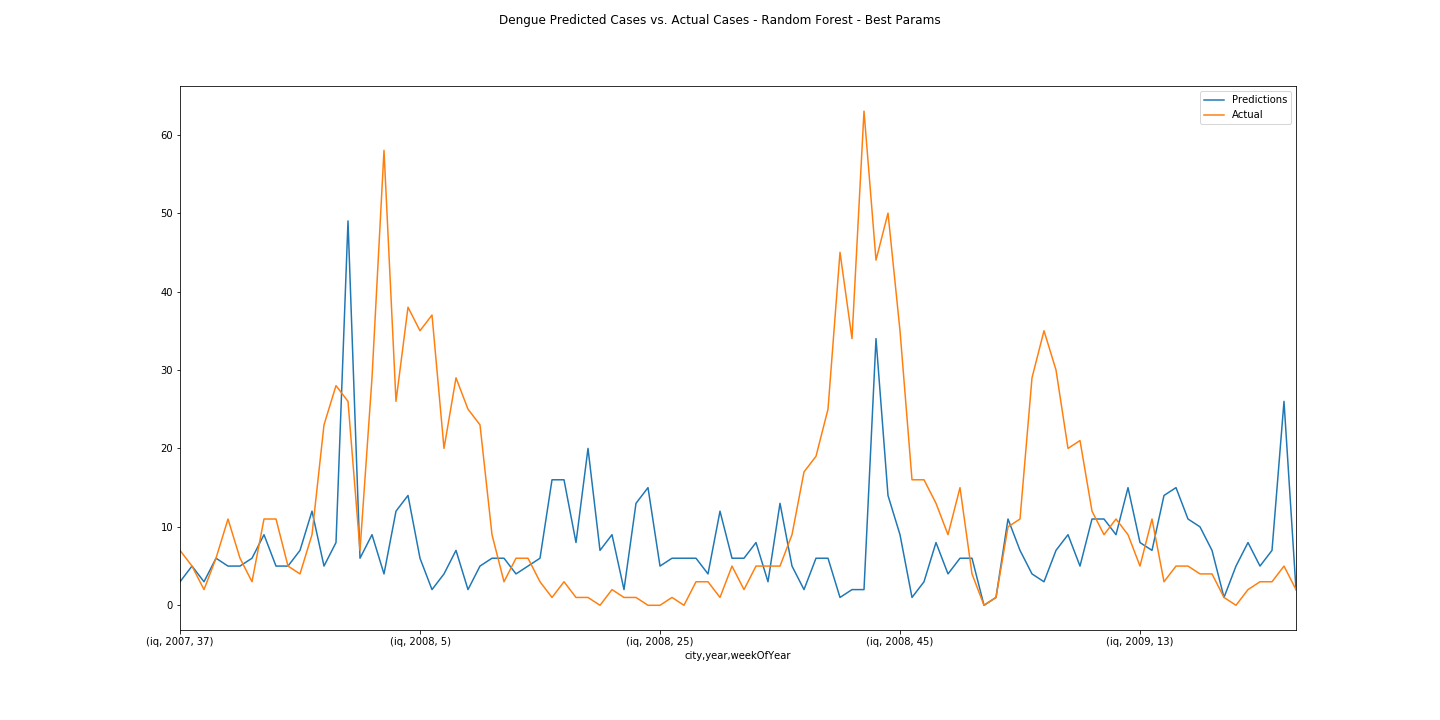 Dengue Predicted Cases vs. Actual Cases - Random Forest - Best Params
Predictions
Actual
60
50
40
30
20
10
0
(iq, 2007, 37) (iq, 2008, 5) (iq, 2008, 25) (iq, 2008, 45) (iq, 2009, 13)
city,year,weekOfYear